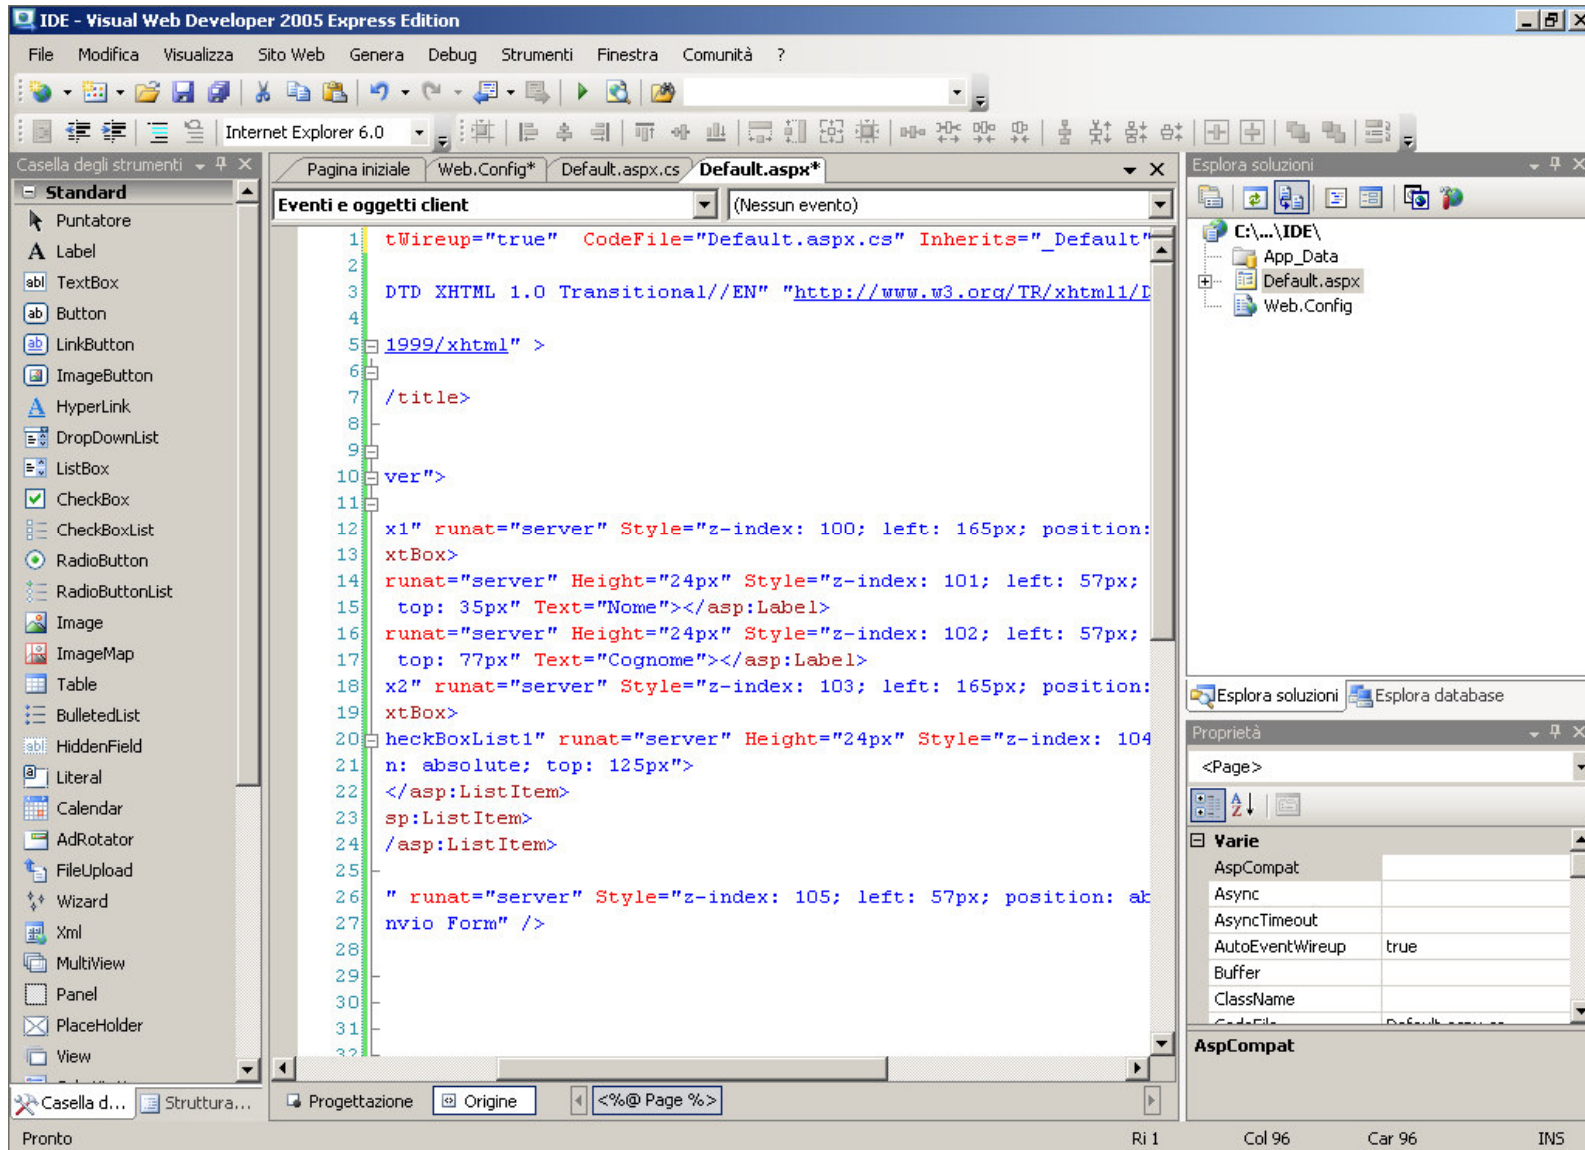 IDE - Visual Web Developer 2005 Express Edition
File Modifica Visualizza Sito Web Genera Debug Strumenti Finestra Comunità ?
Internet Explorer 6.0
Casella degli strumenti
Standard
Puntatore
A Label
abl TextBox
ab Button
ab LinkButton
ImageButton
A HyperLink
DropDownList
ListBox
CheckBox
CheckBoxList
RadioButton
RadioButtonList
Image
ImageMap
Table
BulletedList
abl HiddenField
Literal
Calendar
AdRotator
FileUpload
Wizard
Xml
MultiView
Panel
PlaceHolder
View
Casella d... Struttura...
Pagina iniziale Web.Config* Default.aspx.cs Default.aspx*
Eventi e oggetti client (Nessun evento)
1 tWireup="true" CodeFile="Default.aspx.cs" Inherits="_Default"
2
3 DTD XHTML 1.0 Transitional//EN" "http://www.w3.org/TR/xhtml1/D
4
5 1999/xhtml" >
6
7 /title>
8
9
10 ver">
11
12 x1" runat="server" Style="z-index: 100; left: 165px; position:
13 xtBox>
14 runat="server" Height="24px" Style="z-index: 101; left: 57px;
15 top: 35px" Text="Nome"></asp:Label>
16 runat="server" Height="24px" Style="z-index: 102; left: 57px;
17 top: 77px" Text="Cognome"></asp:Label>
18 x2" runat="server" Style="z-index: 103; left: 165px; position:
19 xtBox>
20 heckBoxList1" runat="server" Height="24px" Style="z-index: 104
21 n: absolute; top: 125px">
22 </asp:ListItem>
23 sp:ListItem>
24 /asp:ListItem>
25
26 " runat="server" Style="z-index: 105; left: 57px; position: ab
27 nvio Form" />
28
29
30
31
32
Progettazione Origine <%@ Page %>
Esplora soluzioni
C:\...\IDE\
App_Data
Default.aspx
Web.Config
Esplora soluzioni Esplora database
Proprietà
<Page>
Varie
AspCompat
Async
AsyncTimeout
AutoEventWireup true
Buffer
ClassName
CodeFile Default.aspx.cs
AspCompat
Pronto Ri 1 Col 96 Car 96 INS